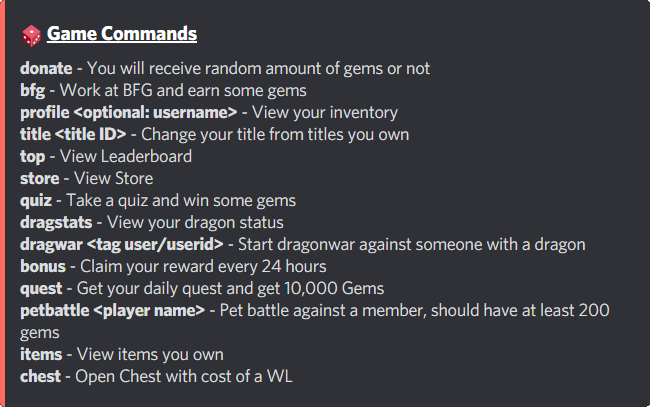 Game Commands
donate - You will receive random amount of gems or not
bfg - Work at BFG and earn some gems
profile <optional: username> - View your inventory
title <title ID> - Change your title from titles you own
top - View Leaderboard
store - View Store
quiz - Take a quiz and win some gems
dragstats - View your dragon status
dragwar <tag user/userid> - Start dragonwar against someone with a dragon
bonus - Claim your reward every 24 hours
quest - Get your daily quest and get 10,000 Gems
petbattle <player name> - Pet battle against a member, should have at least 200
gems
items - View items you own
chest - Open Chest with cost of a WL